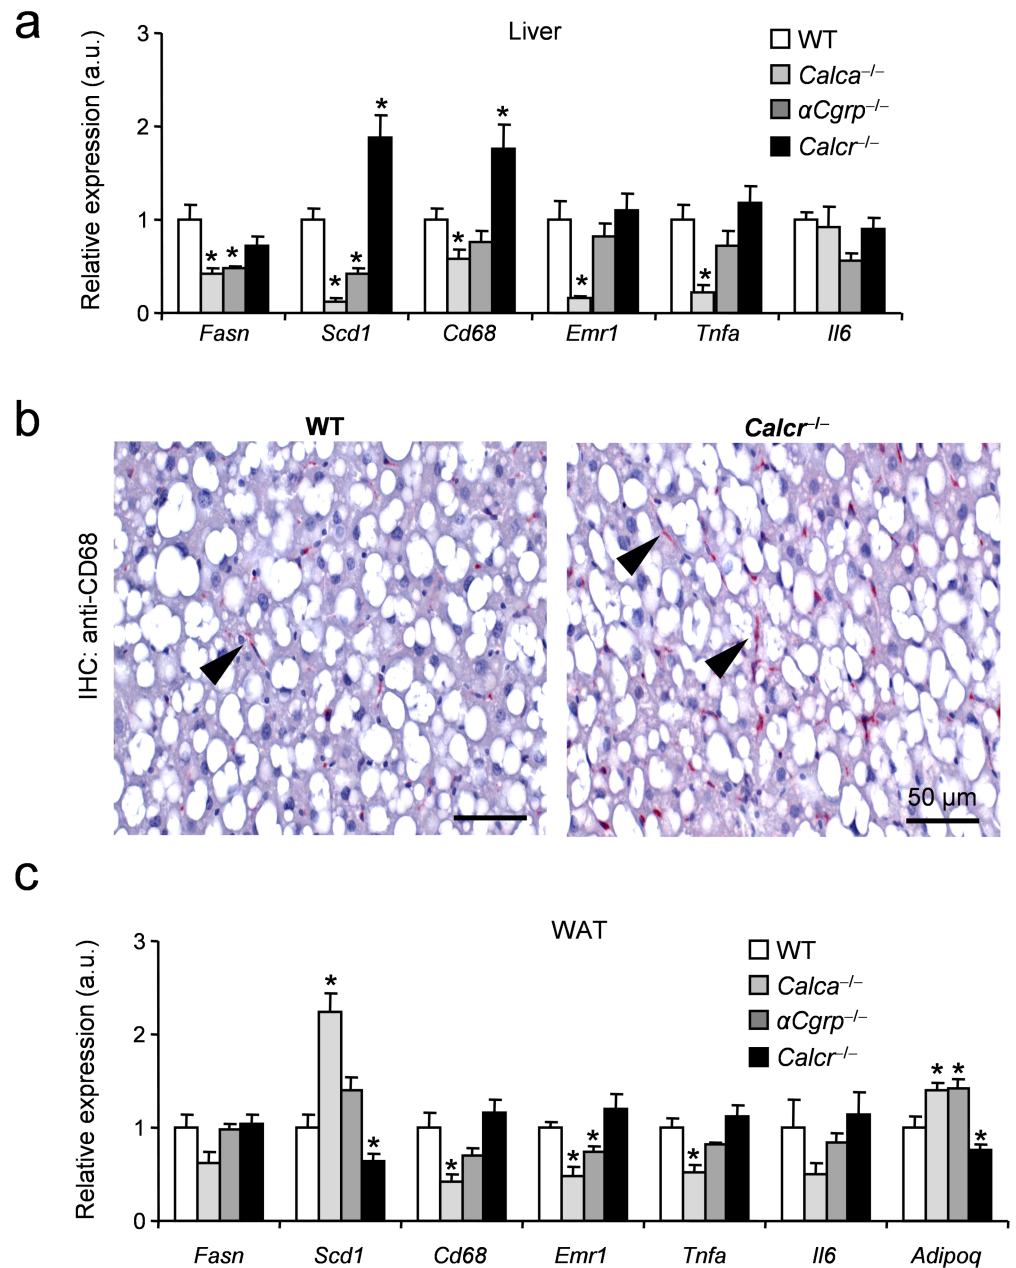 a
Liver
Relative expression (a.u.)
3
2
1
0
WT
Calca–/–
αCgrp–/–
Calcr–/–
* * * * * * * * *
Fasn Scd1 Cd68 Emr1 Tnfa Il6
b
WT Calcr–/–
IHC: anti-CD68
50 μm
c
WAT
Relative expression (a.u.)
3
2
1
0
WT
Calca–/–
αCgrp–/–
Calcr–/–
* * * * * * * * *
Fasn Scd1 Cd68 Emr1 Tnfa Il6 Adipoq